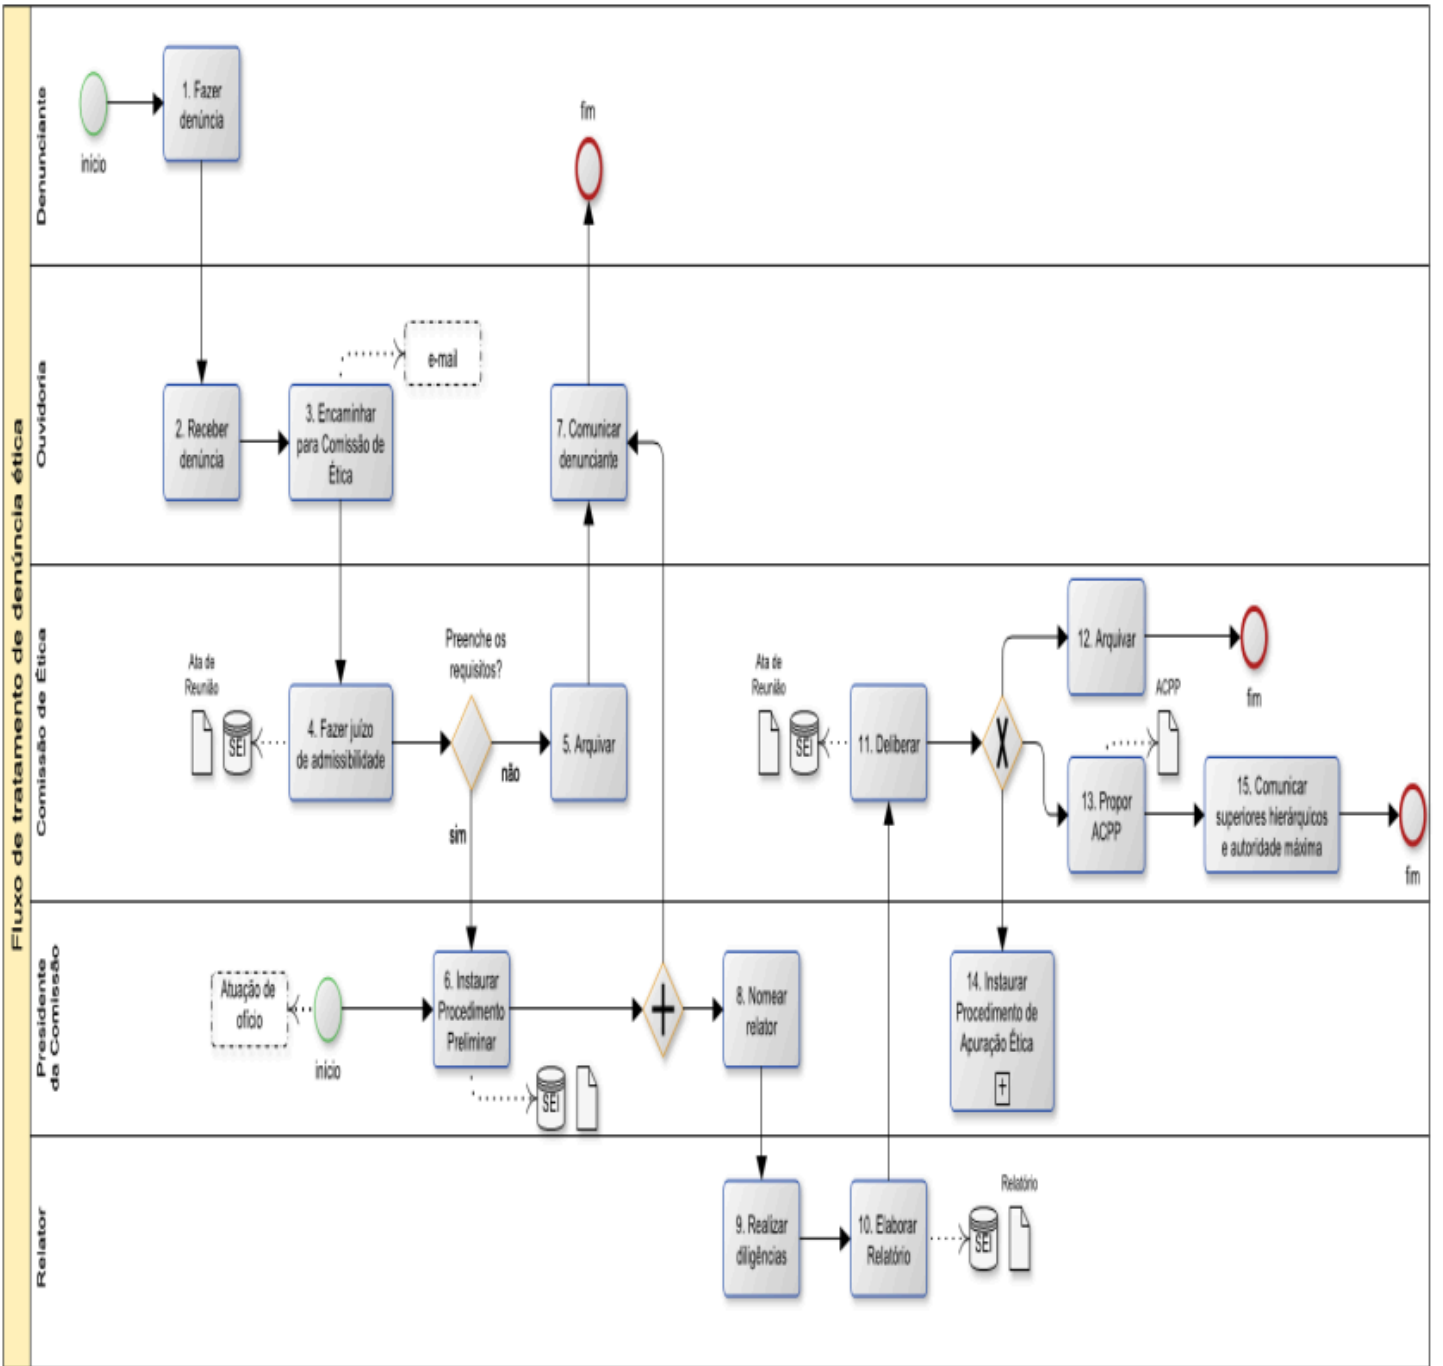 Fluxo de tratamento de denúncia ética
Denunciante
início
1. Fazer
denúncia
fim
Ouvidoria
2. Receber
denúncia
3. Encaminhar
para Comissão de
Ética
e-mail
7. Comunicar
denunciante
Comissão de Ética
Ata de
Reunião
SEI
4. Fazer juízo
de admissibilidade
Preenche os
requisitos?
não
sim
5. Arquivar
Ata de
Reunião
SEI
11. Deliberar
X
12. Arquivar
fim
ACPP
13. Propor
ACPP
15. Comunicar
superiores hierárquicos
e autoridade máxima
fim
Presidente
da Comissão
Atuação de
ofício
início
6. Instaurar
Procedimento
Preliminar
SEI
8. Nomear
relator
14. Instaurar
Procedimento de
Apuração Ética
Relator
9. Realizar
diligências
10. Elaborar
Relatório
SEI
Relatório